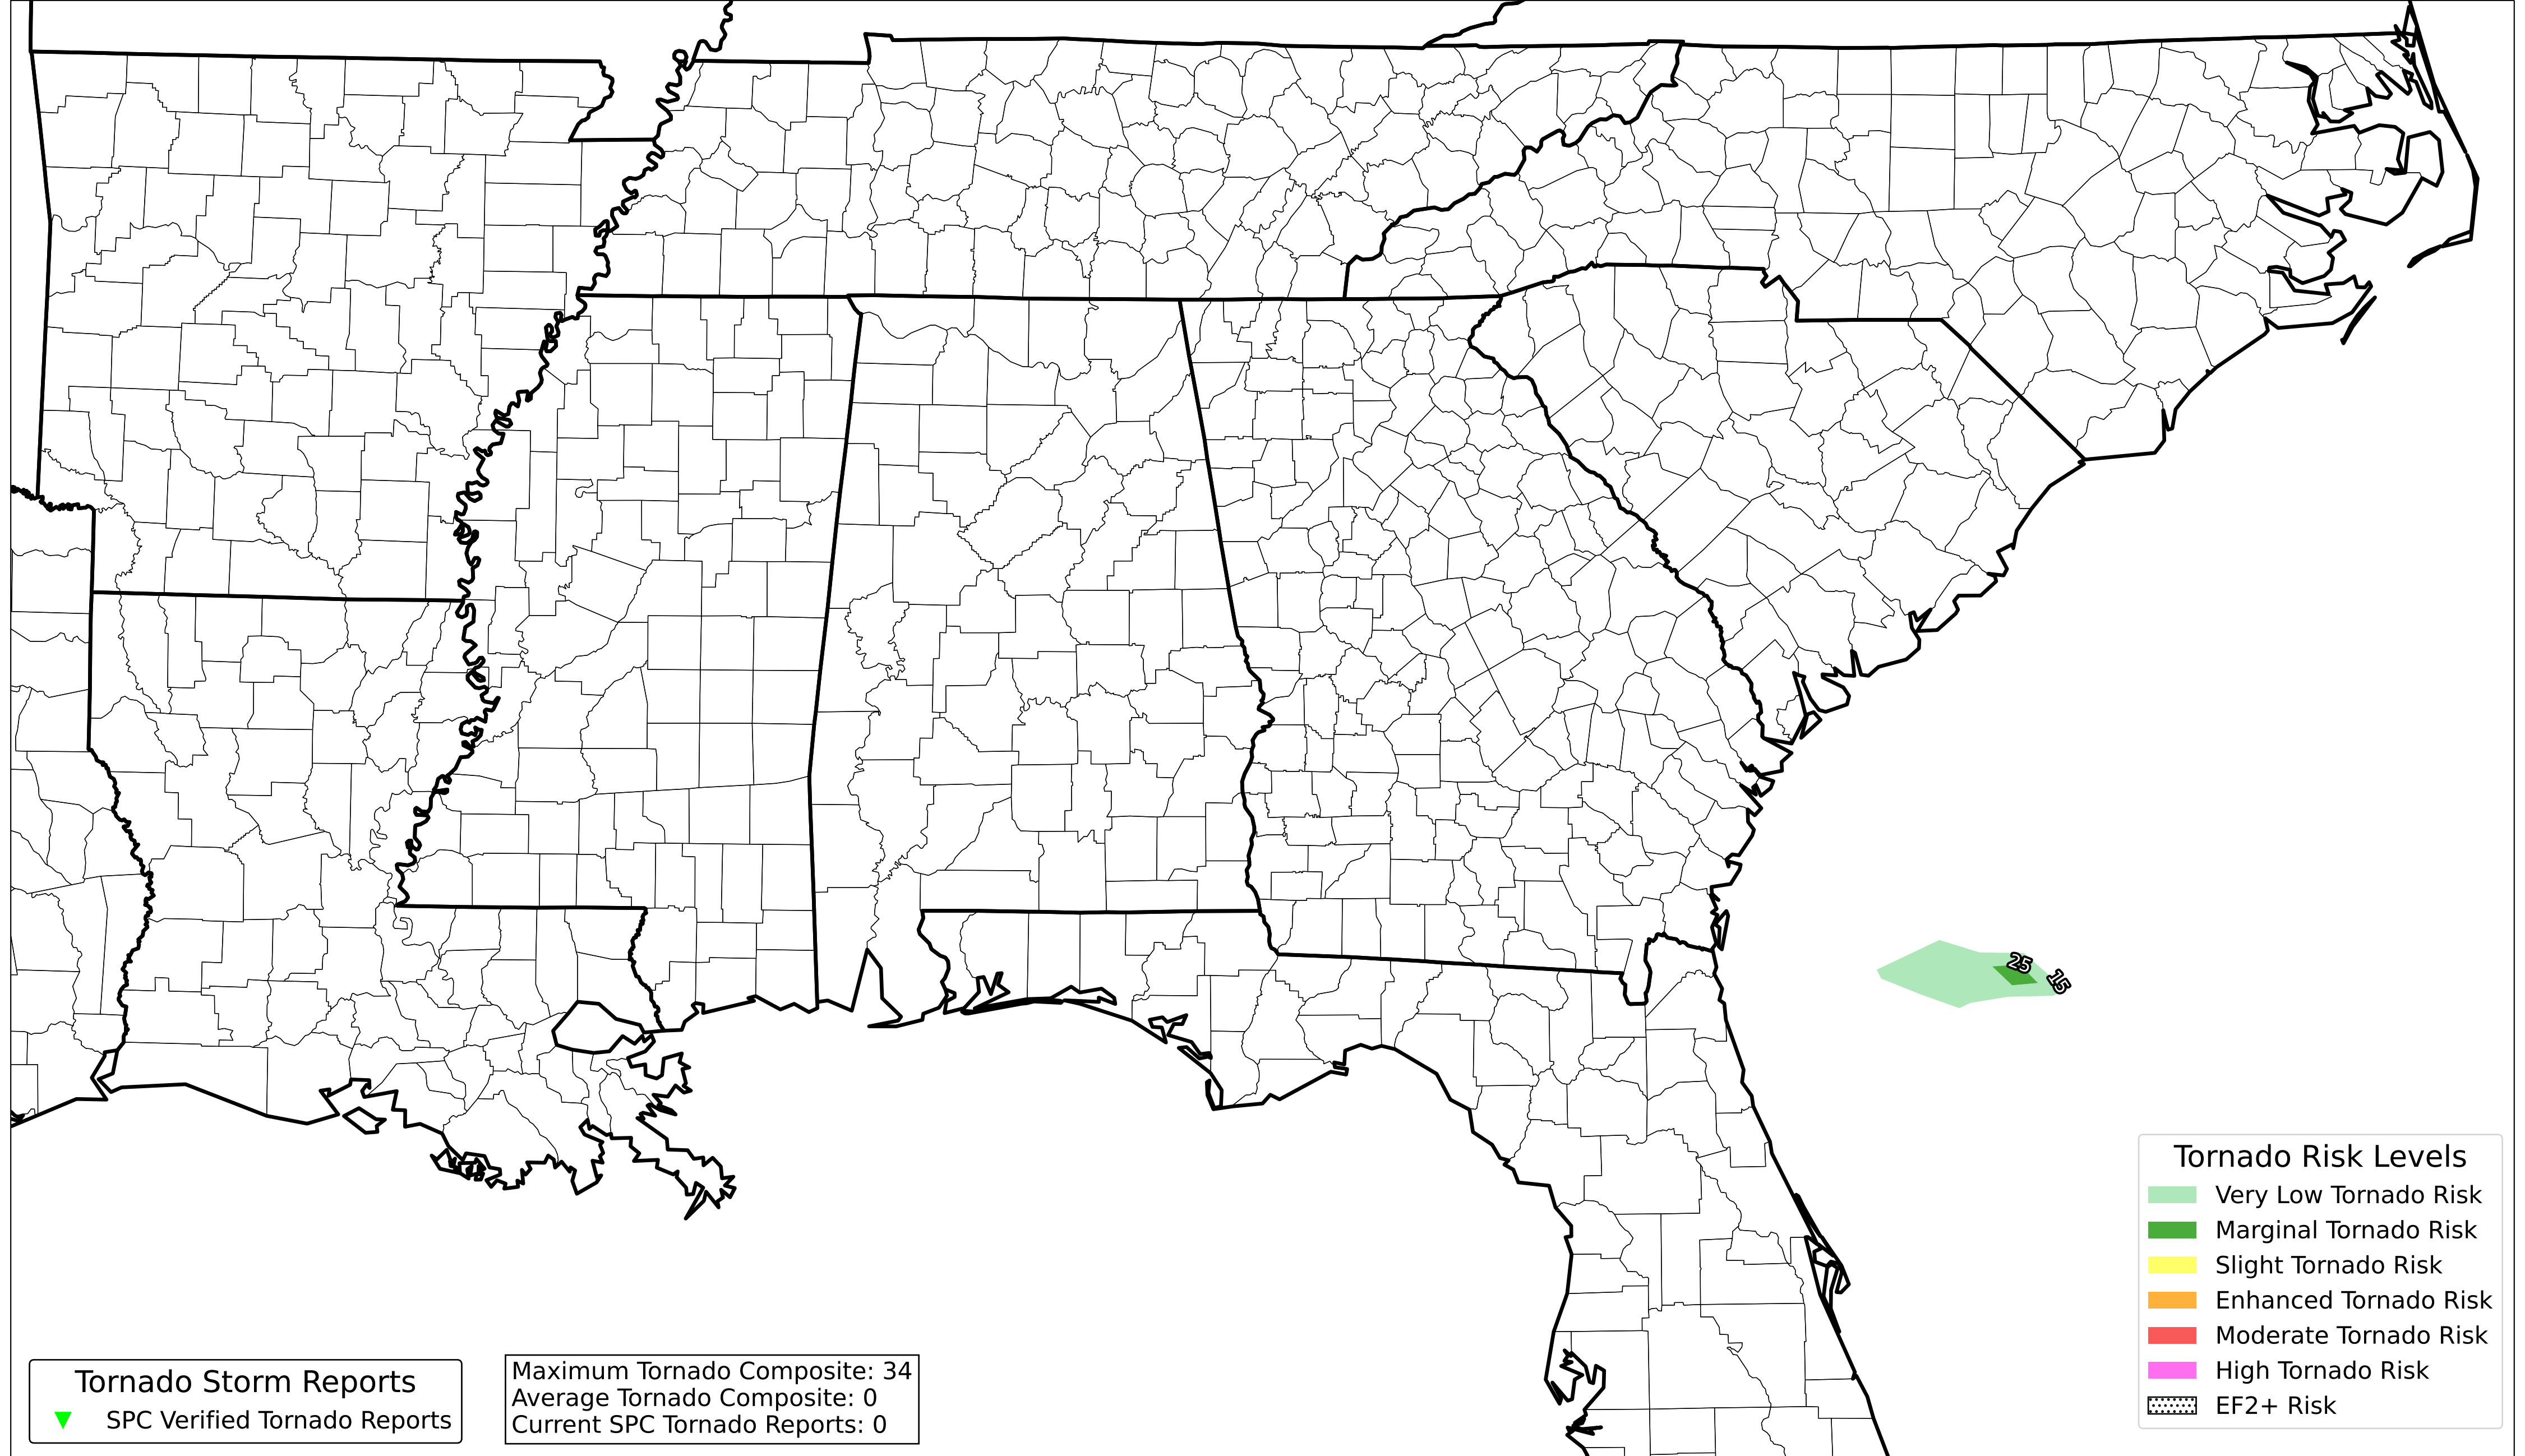 25
15
Tornado Risk Levels
Very Low Tornado Risk
Marginal Tornado Risk
Slight Tornado Risk
Enhanced Tornado Risk
Moderate Tornado Risk
High Tornado Risk
EF2+ Risk
Tornado Storm Reports
SPC Verified Tornado Reports
Maximum Tornado Composite: 34
Average Tornado Composite: 0
Current SPC Tornado Reports: 0